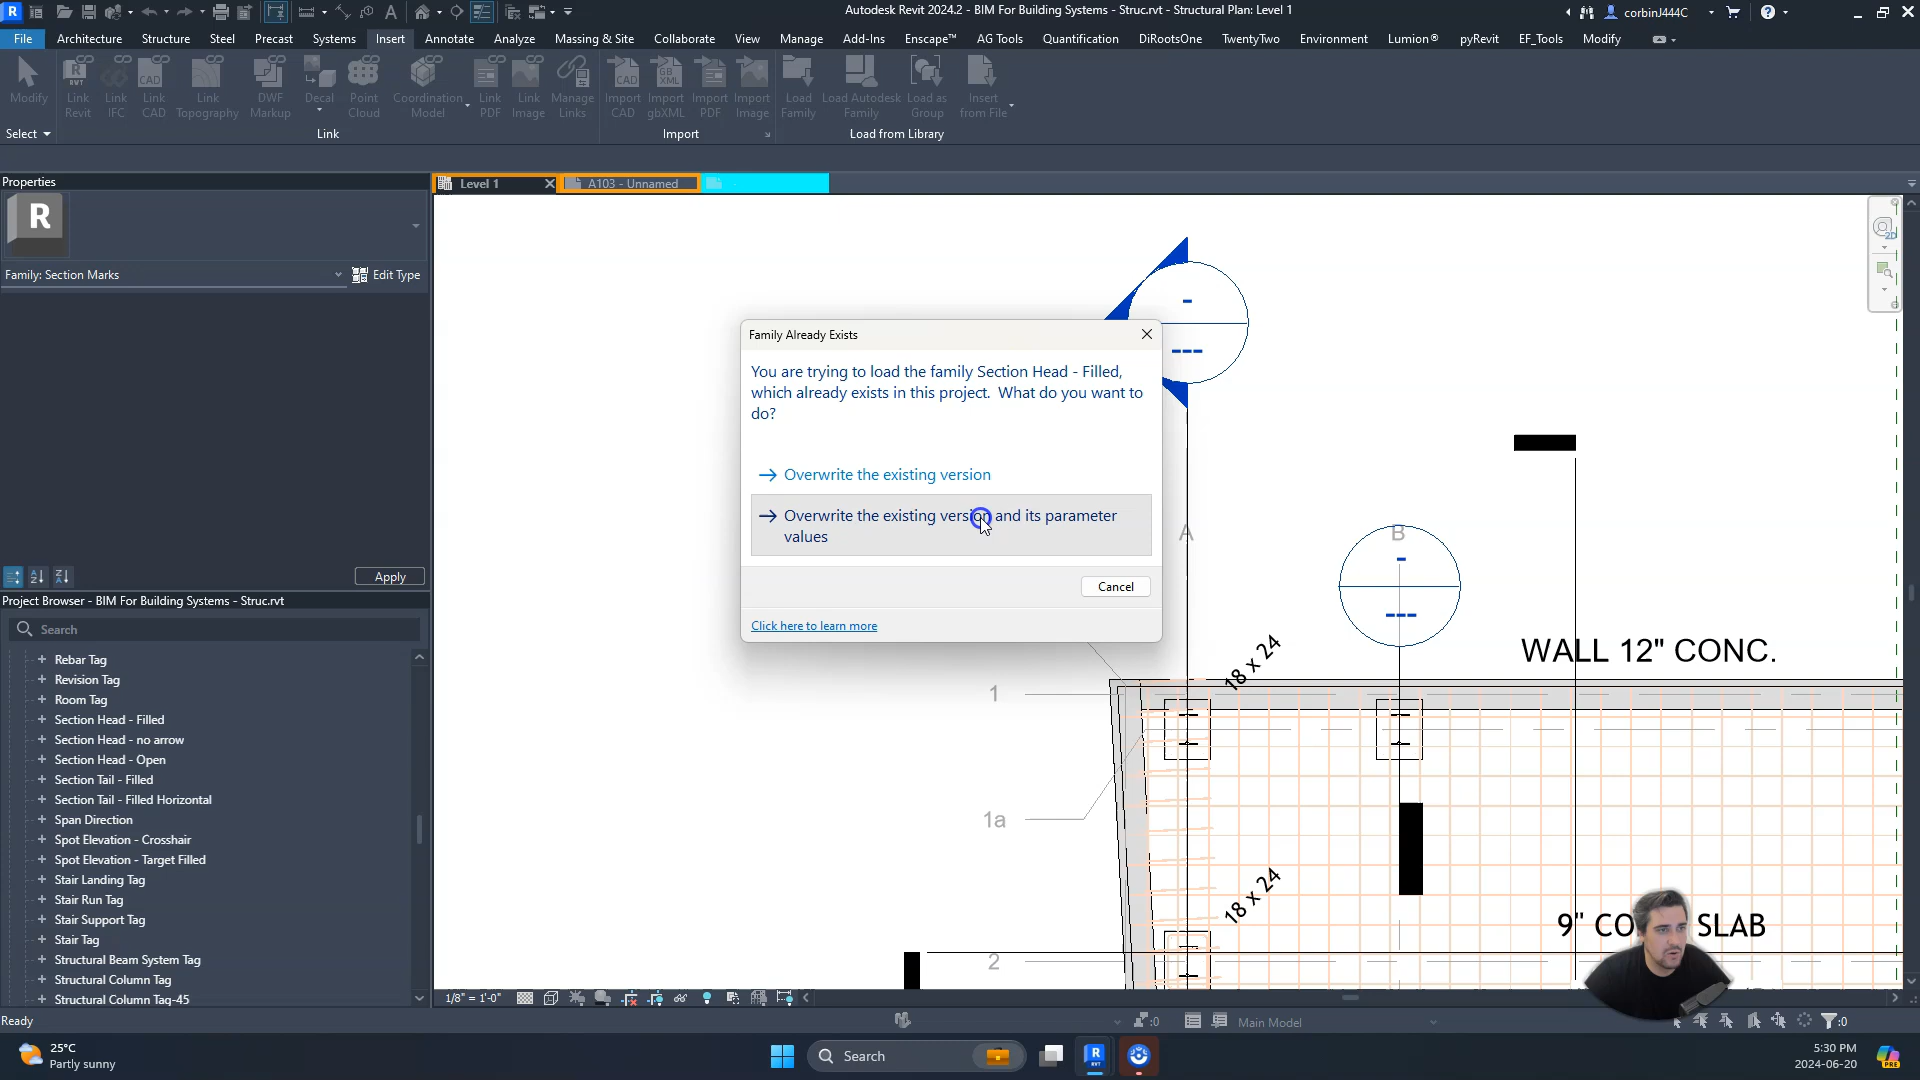 Autodesk Revit 2024.2 - BIM For Building Systems - Struc.rvt - Structural Plan: Level 1
corbinJ444C
File Architecture Structure Steel Precast Systems Insert Annotate Analyze Massing & Site Collaborate View Manage Add-Ins Enscape™ AG Tools Quantification DiRootsOne TwentyTwo Environment Lumion® pyRevit EF_Tools Modify
Modify
Link Revit
Link IFC
Link CAD
Link Topography
DWF Markup
Decal
Point Cloud
Coordination Model
Link PDF
Link Image
Manage Links
Import CAD
Import gbXML
Import PDF
Import Image
Load Family
Load Autodesk Family
Load as Group
Insert from File
Select
Link
Import
Load from Library
Properties
Level 1
A103 - Unnamed
R
Family: Section Marks
Edit Type
Apply
Project Browser - BIM For Building Systems - Struc.rvt
Search
Rebar Tag
Revision Tag
Room Tag
Section Head - Filled
Section Head - no arrow
Section Head - Open
Section Tail - Filled
Section Tail - Filled Horizontal
Span Direction
Spot Elevation - Crosshair
Spot Elevation - Target Filled
Stair Landing Tag
Stair Run Tag
Stair Support Tag
Stair Tag
Structural Beam System Tag
Structural Column Tag
Structural Column Tag-45
Family Already Exists
You are trying to load the family Section Head - Filled,
which already exists in this project. What do you want to
do?
Overwrite the existing version
Overwrite the existing version and its parameter
values
Cancel
Click here to learn more
-
---
A
B
-
---
WALL 12" CONC.
18 x 24
1
1a
18 x 24
9" CO SLAB
2
1/8" = 1'-0"
Ready
:0
Main Model
:0
25°C
Partly sunny
Search
5:30 PM
2024-06-20